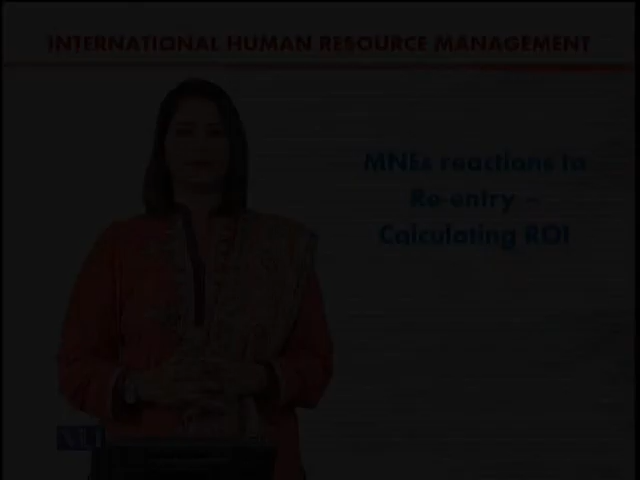 INTERNATIONAL HUMAN RESOURCE MANAGEMENT
MNEs reactions to
Re-entry –
Calculating ROI